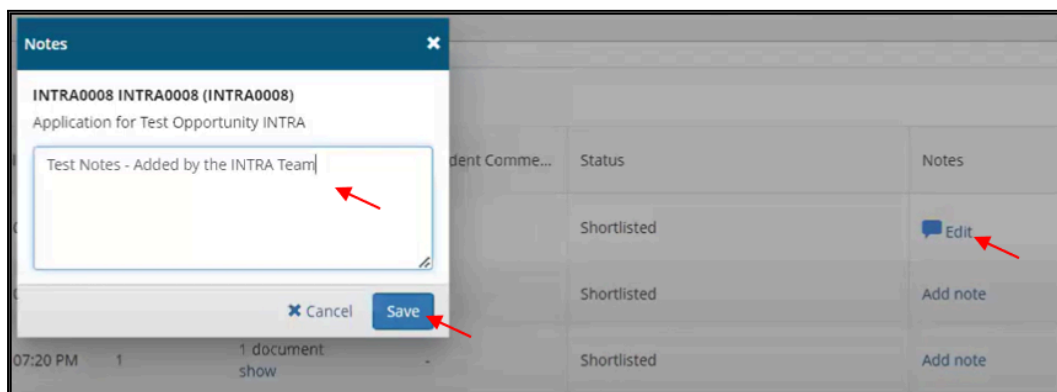 Notes
INTRA0008 INTRA0008 (INTRA0008)
Application for Test Opportunity INTRA
Test Notes - Added by the INTRA Team
Cancel Save
dent Comme... Status Notes
Shortlisted Edit
Shortlisted Add note
07:20 PM 1 1 document - Shortlisted Add note
show